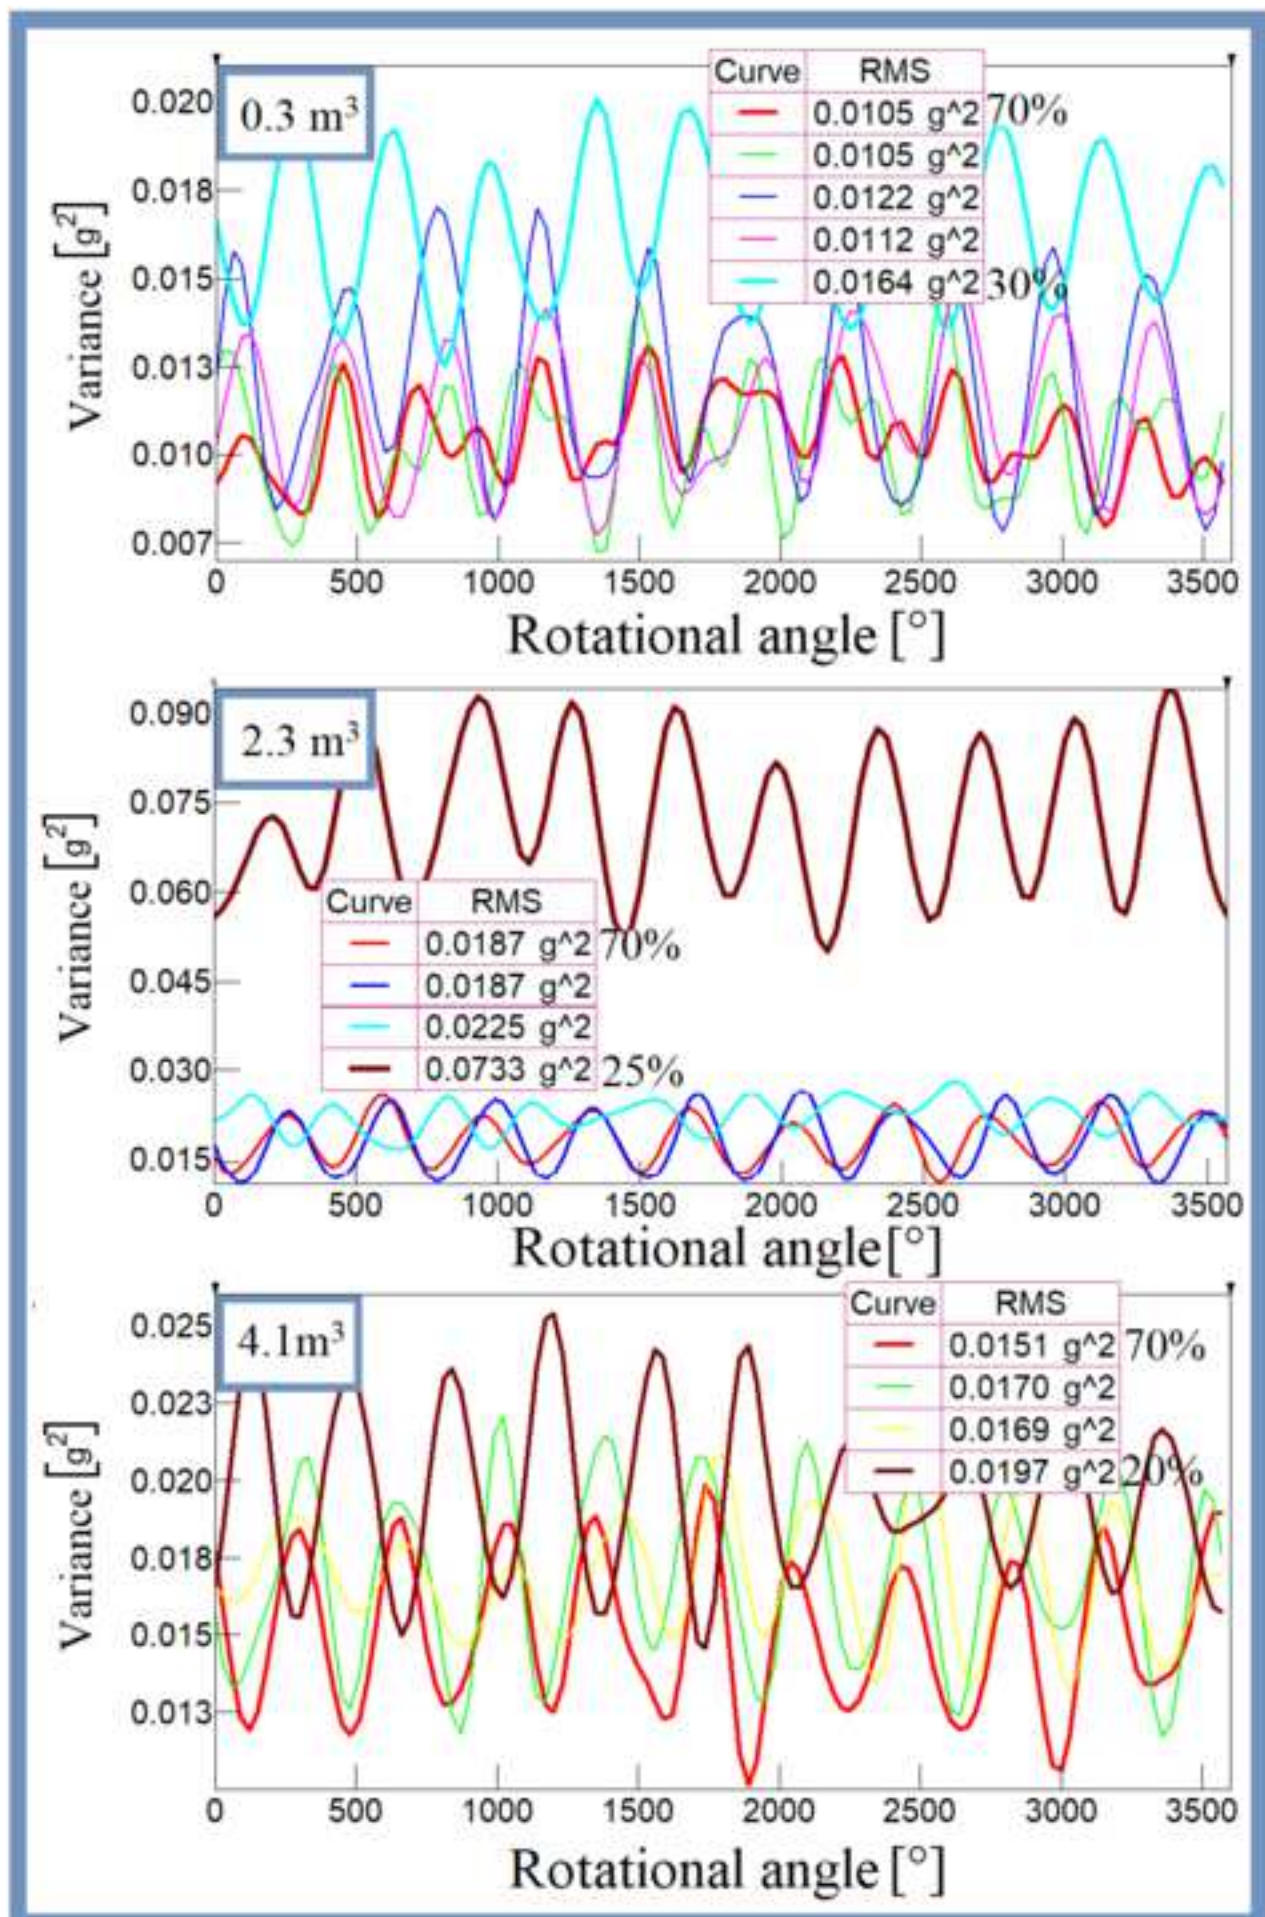 0.3 m³
Curve RMS
0.0105 g^2 70%
0.0105 g^2
0.0122 g^2
0.0112 g^2
0.0164 g^2 30%
Variance [g²]
0.020
0.018
0.015
0.013
0.010
0.007
0 500 1000 1500 2000 2500 3000 3500
Rotational angle [°]
2.3 m³
Curve RMS
0.0187 g^2 70%
0.0187 g^2
0.0225 g^2
0.0733 g^2 25%
Variance [g²]
0.090
0.075
0.060
0.045
0.030
0.015
0 500 1000 1500 2000 2500 3000 3500
Rotational angle[°]
4.1m³
Curve RMS
0.0151 g^2 70%
0.0170 g^2
0.0169 g^2
0.0197 g^2 20%
Variance [g²]
0.025
0.023
0.020
0.018
0.015
0.013
0 500 1000 1500 2000 2500 3000 3500
Rotational angle [°]